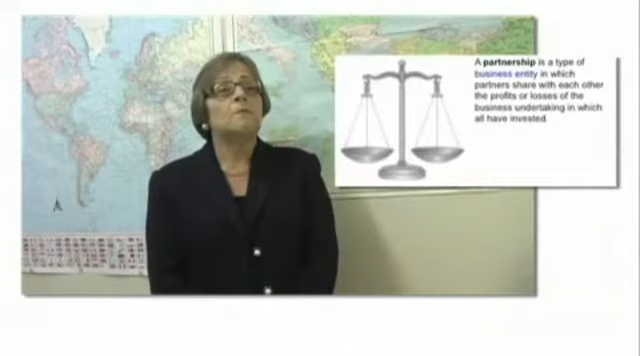 A partnership is a type of
business entity in which
partners share with each other
the profits or losses of the
business undertaking in which
all have invested.